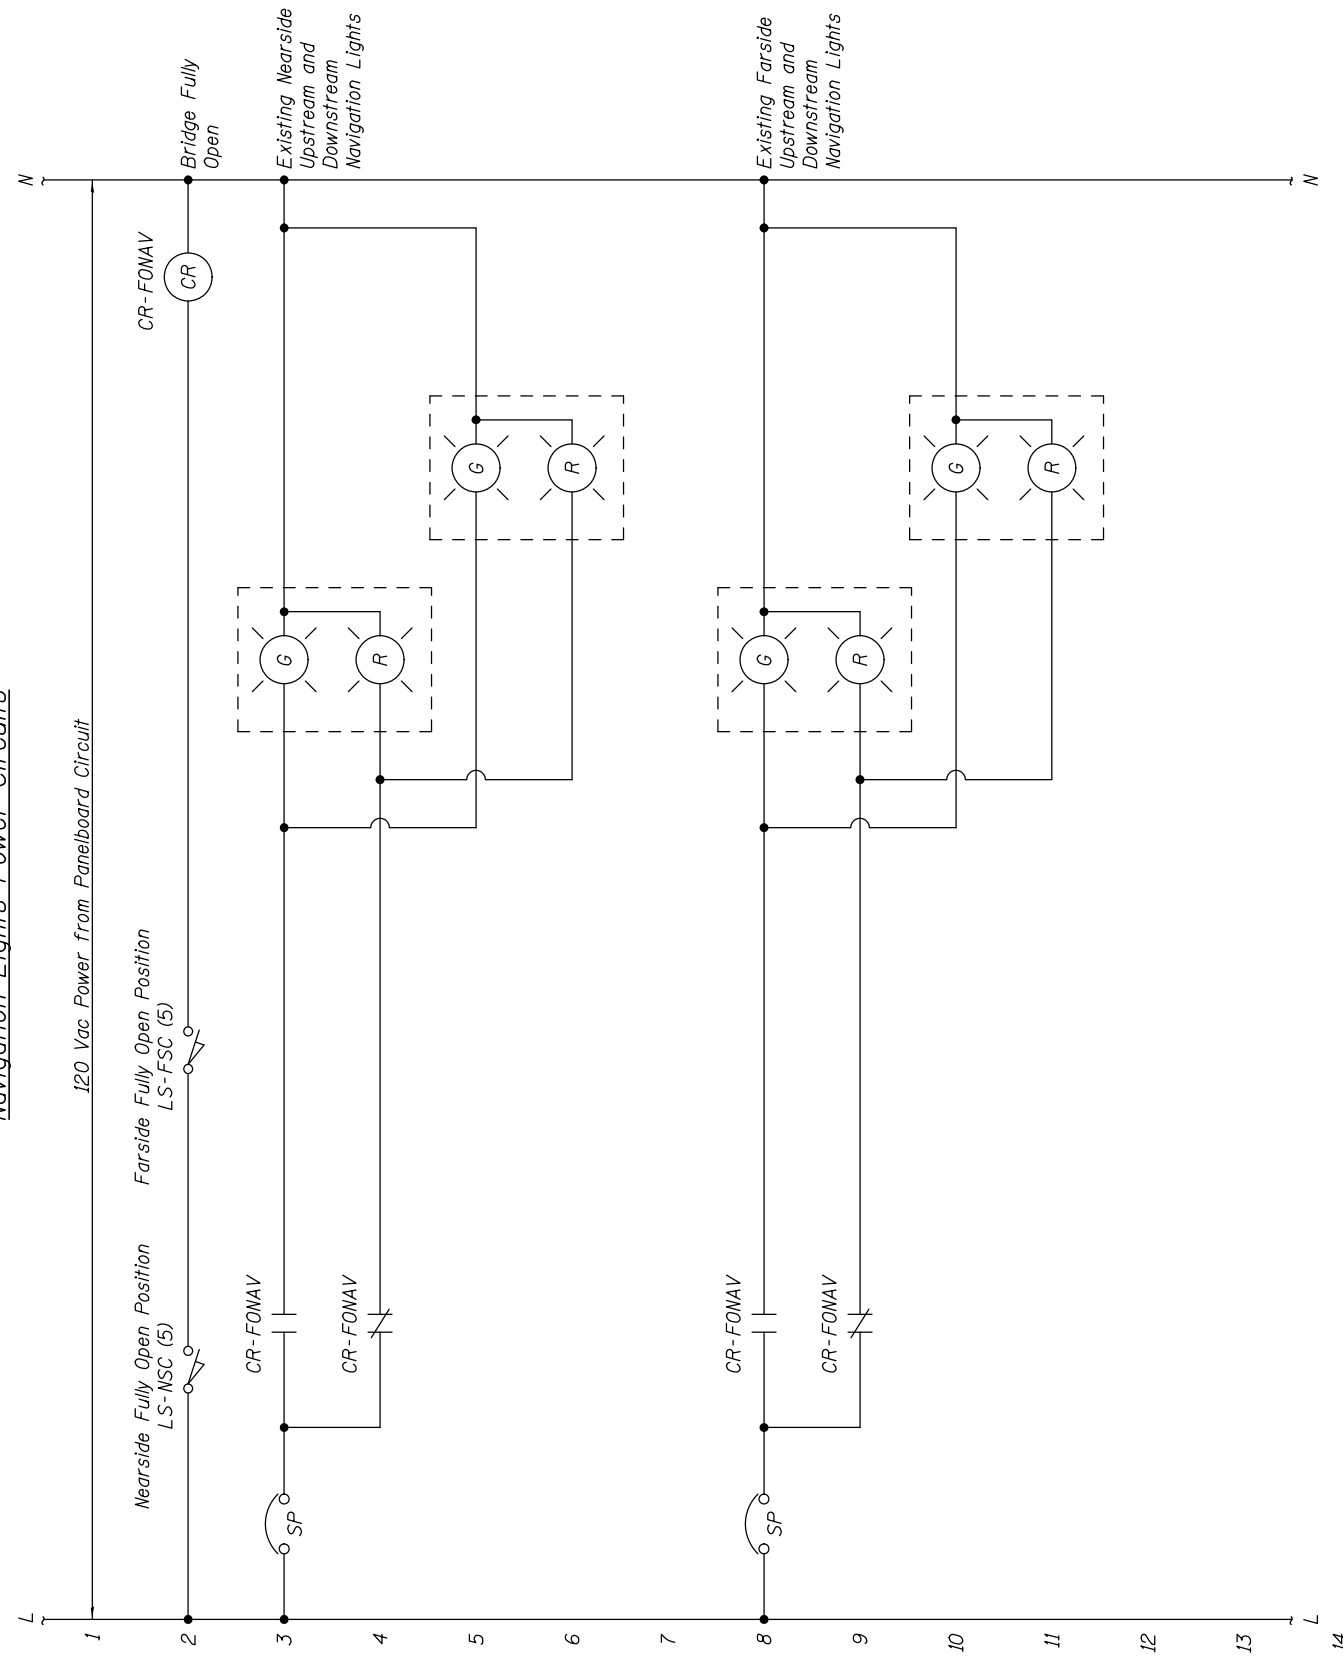 Navigation Lights Power Circuits
L
N
1
120 Vac Power from Panelboard Circuit
2
Nearside Fully Open Position
LS-NSC (5)
Farside Fully Open Position
LS-FSC (5)
CR-FONAV
CR
Bridge Fully
Open
3
SP
CR-FONAV
G
Existing Nearside
Upstream and
Downstream
Navigation Lights
4
CR-FONAV
R
5
G
6
R
7
8
SP
CR-FONAV
G
Existing Farside
Upstream and
Downstream
Navigation Lights
9
CR-FONAV
R
10
G
11
R
12
13
L
N
14